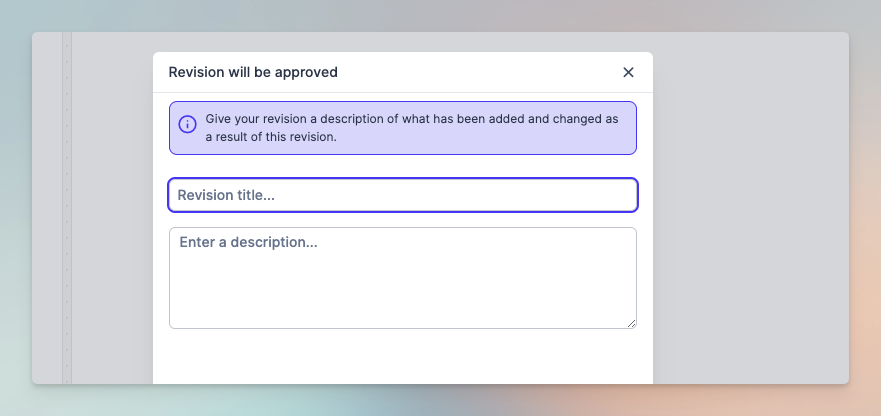 Revision will be approved
Give your revision a description of what has been added and changed as
a result of this revision.
Revision title...
Enter a description...